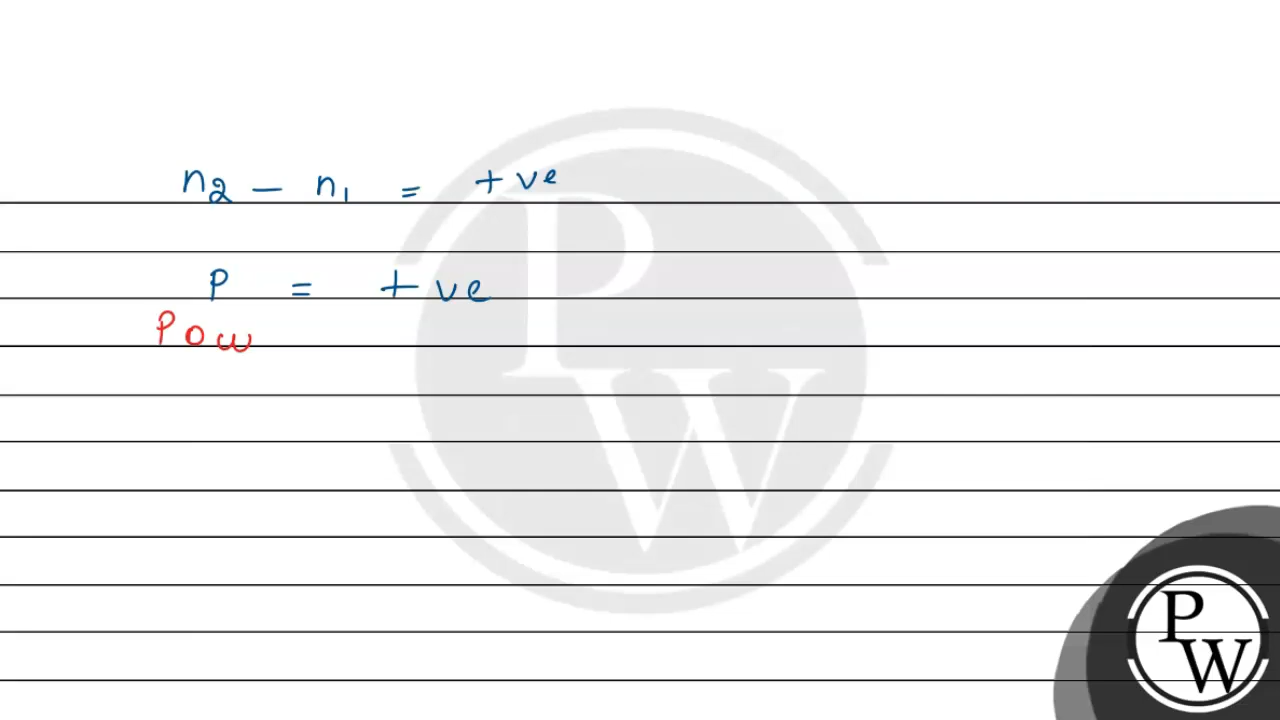 n₂ - n₁ = +ve
P = +ve
Pow
P
W
P
W